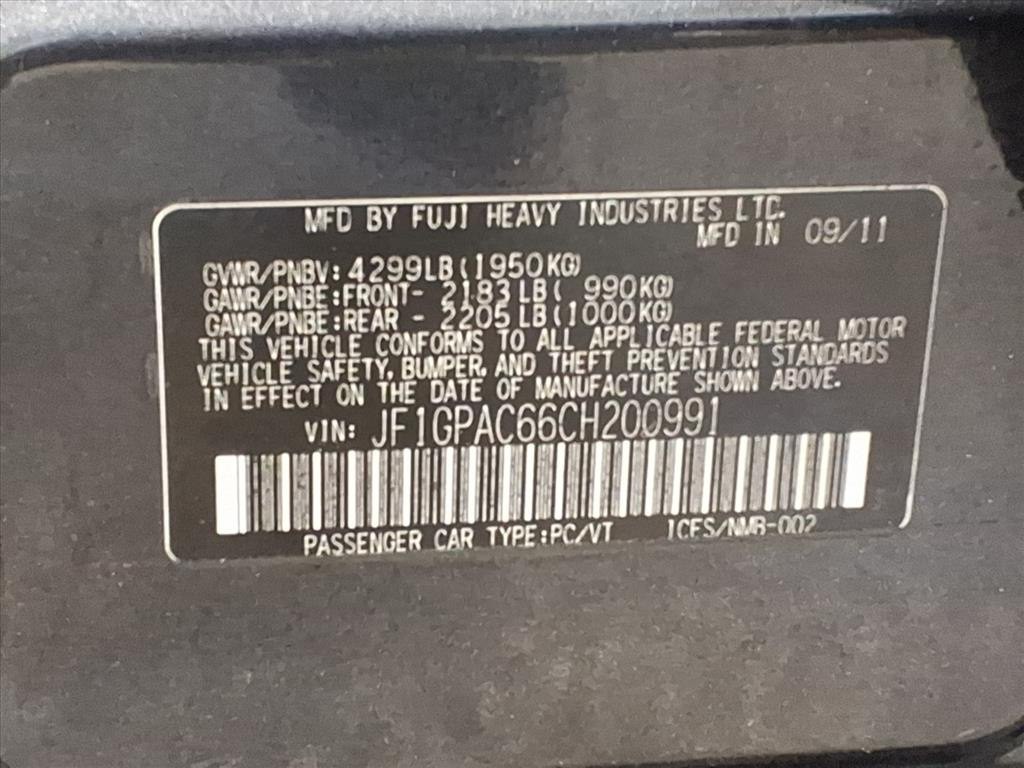 MFD BY FUJI HEAVY INDUSTRIES LTD.
MFD IN 09/11
GVWR/PNBV: 4299LB(1950KG)
GAWR/PNBE:FRONT- 2183LB( 990KG)
GAWR/PNBE:REAR - 2205LB(1000KG)
THIS VEHICLE CONFORMS TO ALL APPLICABLE FEDERAL MOTOR
VEHICLE SAFETY, BUMPER, AND THEFT PREVENTION STANDARDS
IN EFFECT ON THE DATE OF MANUFACTURE SHOWN ABOVE.
VIN: JF1GPAC66CH200991
PASSENGER CAR TYPE:PC/VT ICFS/NMB-002